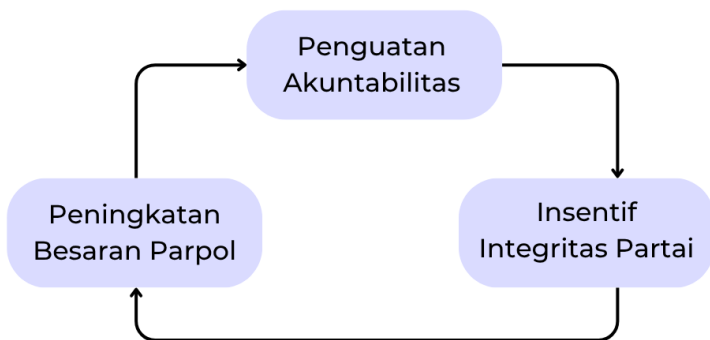 Penguatan
Akuntabilitas
Peningkatan
Besaran Parpol
Insentif
Integritas Partai